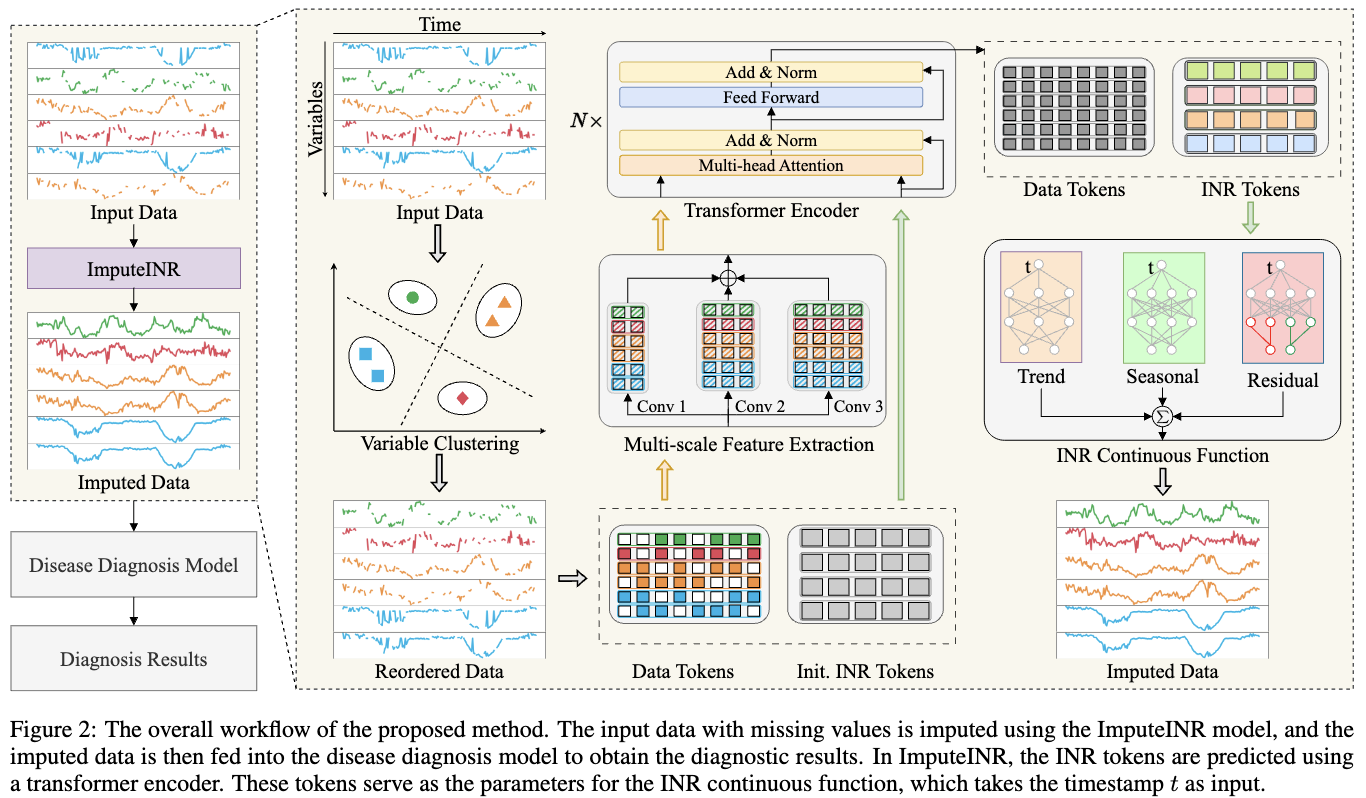 Input Data
ImputeINR
Imputed Data
Disease Diagnosis Model
Diagnosis Results
Time
Variables
Input Data
Variable Clustering
Reordered Data
N×
Add & Norm
Feed Forward
Add & Norm
Multi-head Attention
Transformer Encoder
Conv 1
Conv 2
Conv 3
Multi-scale Feature Extraction
Data Tokens
Init. INR Tokens
Data Tokens
INR Tokens
t
t
t
Trend
Seasonal
Residual
Σ
INR Continuous Function
Imputed Data
Figure 2: The overall workflow of the proposed method. The input data with missing values is imputed using the ImputeINR model, and the
imputed data is then fed into the disease diagnosis model to obtain the diagnostic results. In ImputeINR, the INR tokens are predicted using
a transformer encoder. These tokens serve as the parameters for the INR continuous function, which takes the timestamp t as input.